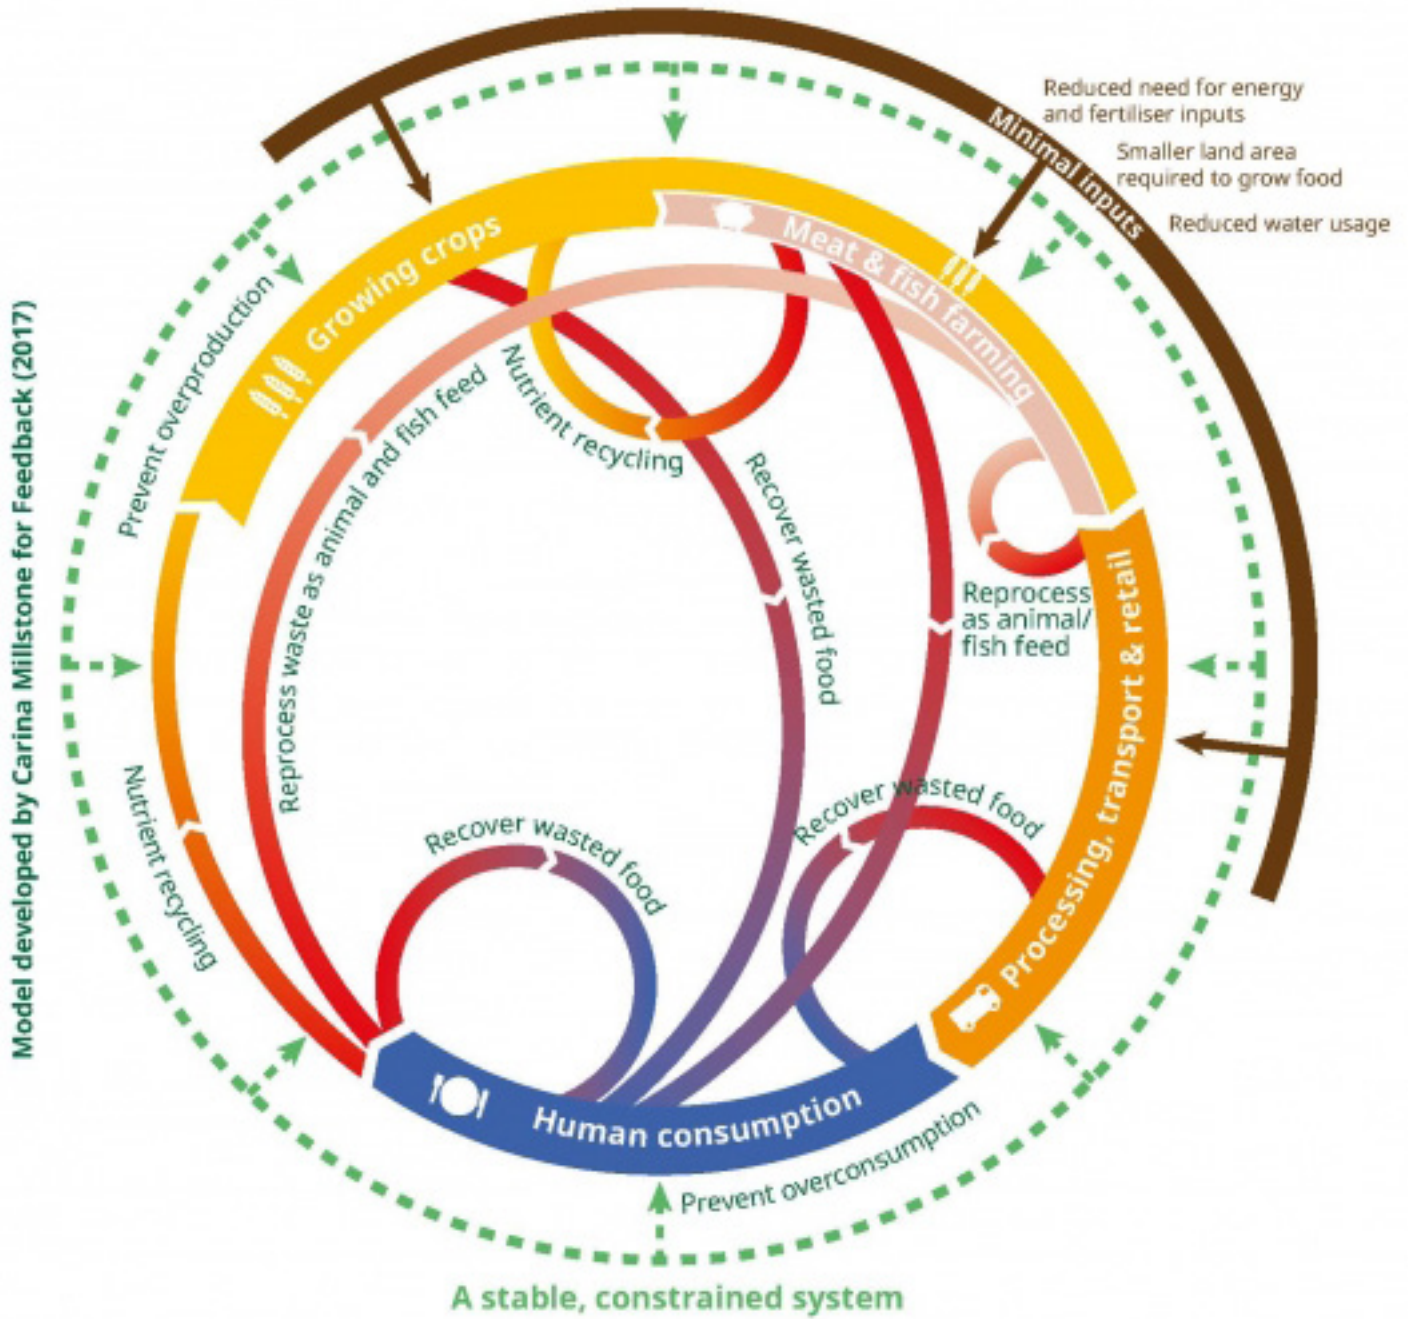 Reduced need for energy
and fertiliser inputs
Minimal inputs
Smaller land area
required to grow food
Reduced water usage
Growing crops
Meat & fish farming
Prevent overproduction
Nutrient recycling
Reprocess waste as animal and fish feed
Recover wasted food
Reprocess
as animal/
fish feed
Processing, transport & retail
Nutrient recycling
Recover wasted food
Recover wasted food
Human consumption
Prevent overconsumption
A stable, constrained system
Model developed by Carina Millstone for Feedback (2017)